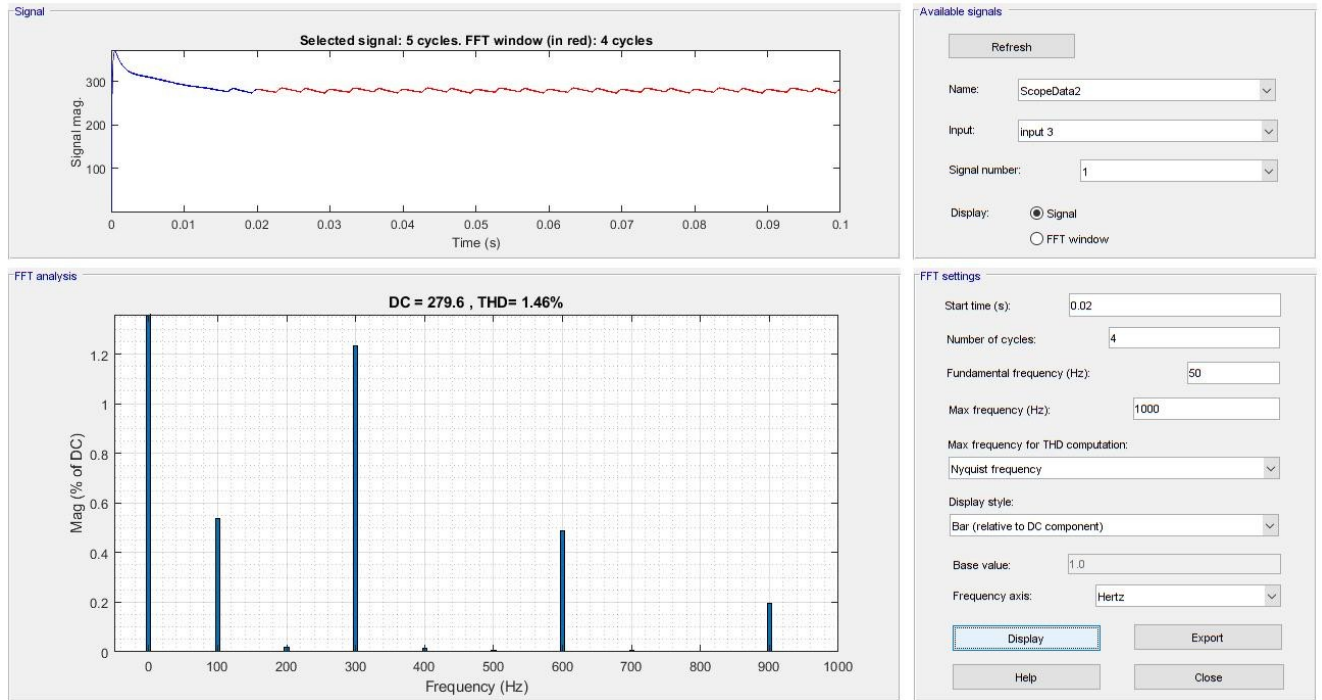 Signal
Selected signal: 5 cycles. FFT window (in red): 4 cycles
Signal mag.
300
200
100
0 0.01 0.02 0.03 0.04 0.05 0.06 0.07 0.08 0.09 0.1
Time (s)
FFT analysis
DC = 279.6 , THD= 1.46%
Mag (% of DC)
1.2
1
0.8
0.6
0.4
0.2
0
0 100 200 300 400 500 600 700 800 900 1000
Frequency (Hz)
Available signals
Refresh
Name: ScopeData2
Input: input 3
Signal number: 1
Display: Signal
FFT window
FFT settings
Start time (s): 0.02
Number of cycles: 4
Fundamental frequency (Hz): 50
Max frequency (Hz): 1000
Max frequency for THD computation:
Nyquist frequency
Display style:
Bar (relative to DC component)
Base value: 1.0
Frequency axis: Hertz
Display Export
Help Close